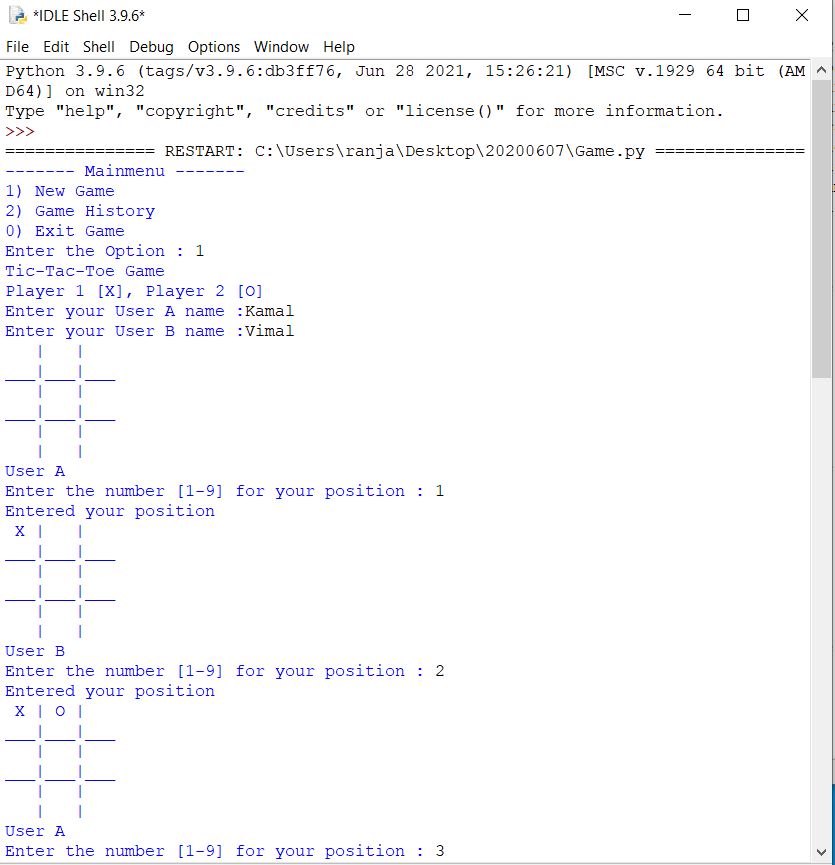 *IDLE Shell 3.9.6*
File Edit Shell Debug Options Window Help
Python 3.9.6 (tags/v3.9.6:db3ff76, Jun 28 2021, 15:26:21) [MSC v.1929 64 bit (AM
D64)] on win32
Type "help", "copyright", "credits" or "license()" for more information.
>>>
=============== RESTART: C:\Users\ranja\Desktop\20200607\Game.py ===============
------- Mainmenu -------
1) New Game
2) Game History
0) Exit Game
Enter the Option : 1
Tic-Tac-Toe Game
Player 1 [X], Player 2 [O]
Enter your User A name :Kamal
Enter your User B name :Vimal
   |   |
___|___|___
   |   |
___|___|___
   |   |
   |   |
User A
Enter the number [1-9] for your position : 1
Entered your position
 X |   |
___|___|___
   |   |
___|___|___
   |   |
   |   |
User B
Enter the number [1-9] for your position : 2
Entered your position
 X | O |
___|___|___
   |   |
___|___|___
   |   |
   |   |
User A
Enter the number [1-9] for your position : 3